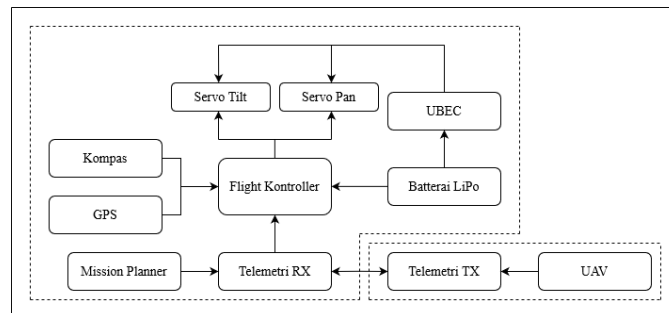 Servo Tilt
Servo Pan
UBEC
Kompas
Flight Kontroller
Batterai LiPo
GPS
Mission Planner
Telemetri RX
Telemetri TX
UAV